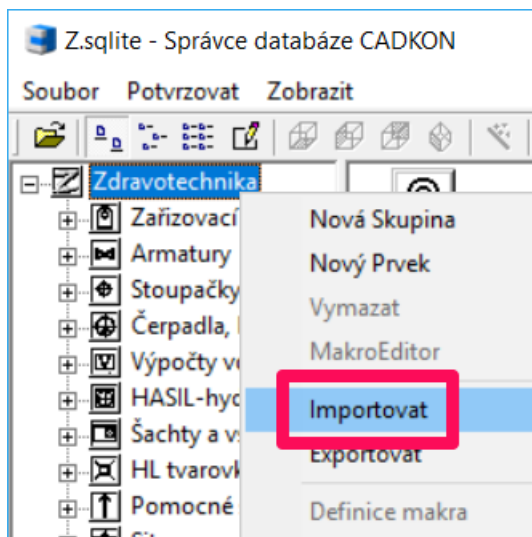 Z.sqlite - Správce databáze CADKON
Soubor Potvrzovat Zobrazit
Zdravotechnika
Zařizovací
Armatury
Stoupačky
Čerpadla,
Výpočty
HASIL-hyd
Šachty a
HL tvarovk
Pomocné
Nová Skupina
Nový Prvek
Vymazat
MakroEditor
Importovat
Exportovat
Definice makra